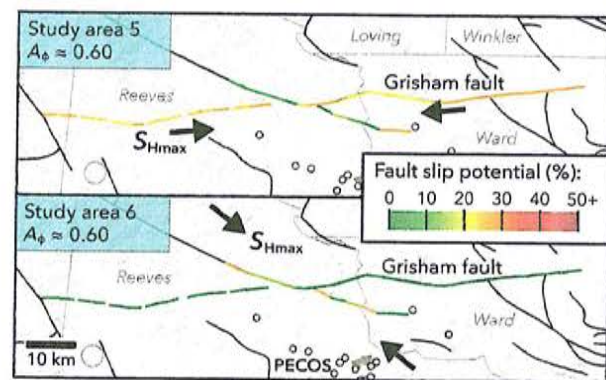 Study area 5
Aϕ ≈ 0.60
Loving
Winkler
Grisham fault
Reeves
SHmax
Ward
Fault slip potential (%):
0 10 20 30 40 50+
Study area 6
Aϕ ≈ 0.60
SHmax
Grisham fault
Reeves
Ward
10 km
PECOS